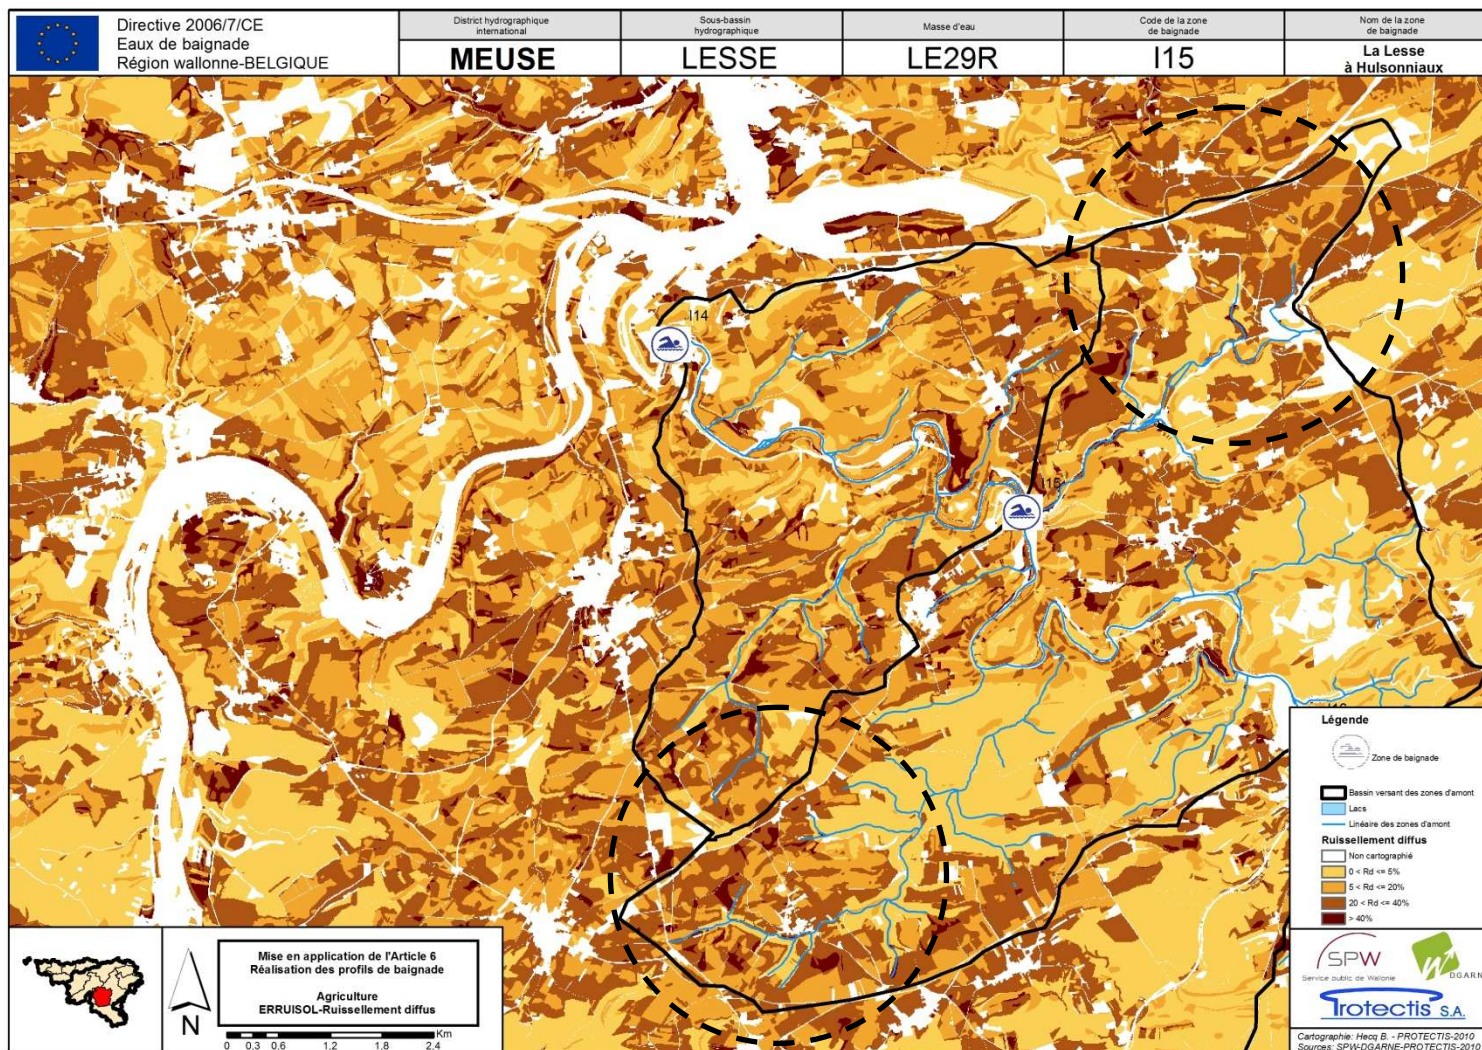 Directive 2006/7/CE
Eaux de baignade
Région wallonne-BELGIQUE
District hydrographique
international
MEUSE
Sous-bassin
hydrographique
LESSE
Masse d'eau
LE29R
Code de la zone
de baignade
I15
Nom de la zone
de baignade
La Lesse
à Hulsonniaux
I14
I15
Légende
Zone de baignade
Bassin versant des zones d'amont
Lacs
Linéaire des zones d'amont
Ruissellement diffus
Non cartographié
0 < Rd <= 5%
5 < Rd <= 20%
20 < Rd <= 40%
> 40%
SPW
Service public de Wallonie
DGARNE
Protectis S.A.
Cartographie: Hecq B. - PROTECTIS-2010
Sources: SPW-DGARNE-PROTECTIS-2010
N
Mise en application de l'Article 6
Réalisation des profils de baignade
Agriculture
ERRUISOL-Ruissellement diffus
Km
0 0,3 0,6 1,2 1,8 2,4